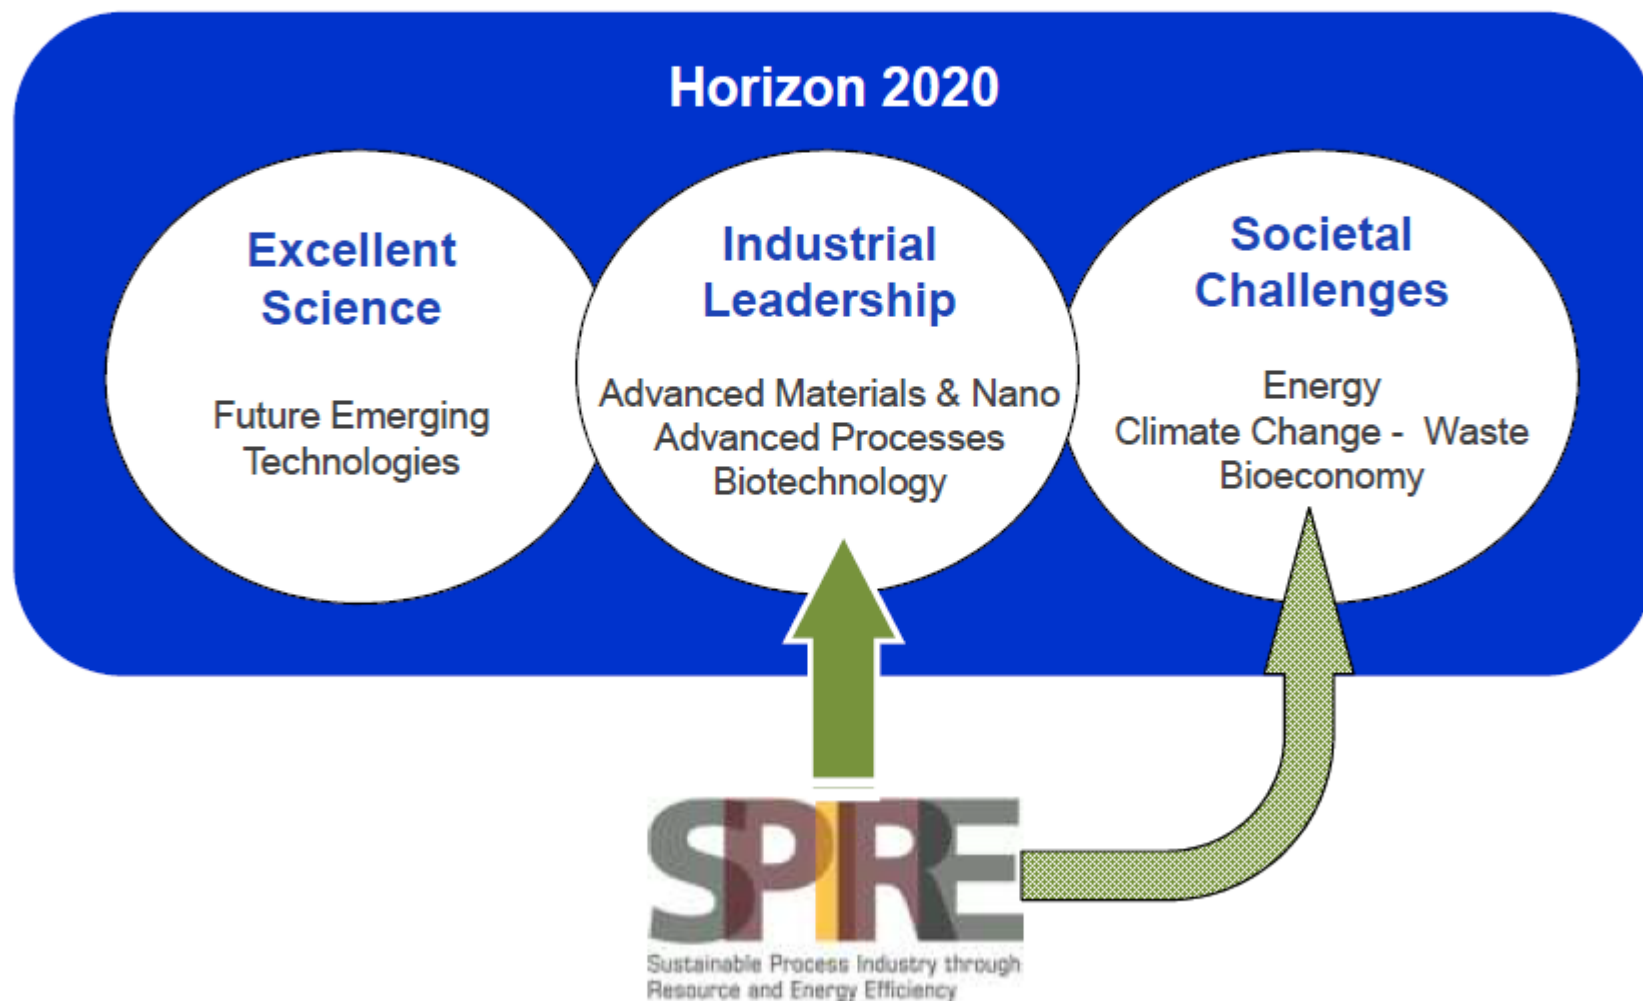 Horizon 2020
Excellent
Science
Future Emerging
Technologies
Industrial
Leadership
Advanced Materials & Nano
Advanced Processes
Biotechnology
Societal
Challenges
Energy
Climate Change - Waste
Bioeconomy
SPIRE
Sustainable Process Industry through
Resource and Energy Efficiency